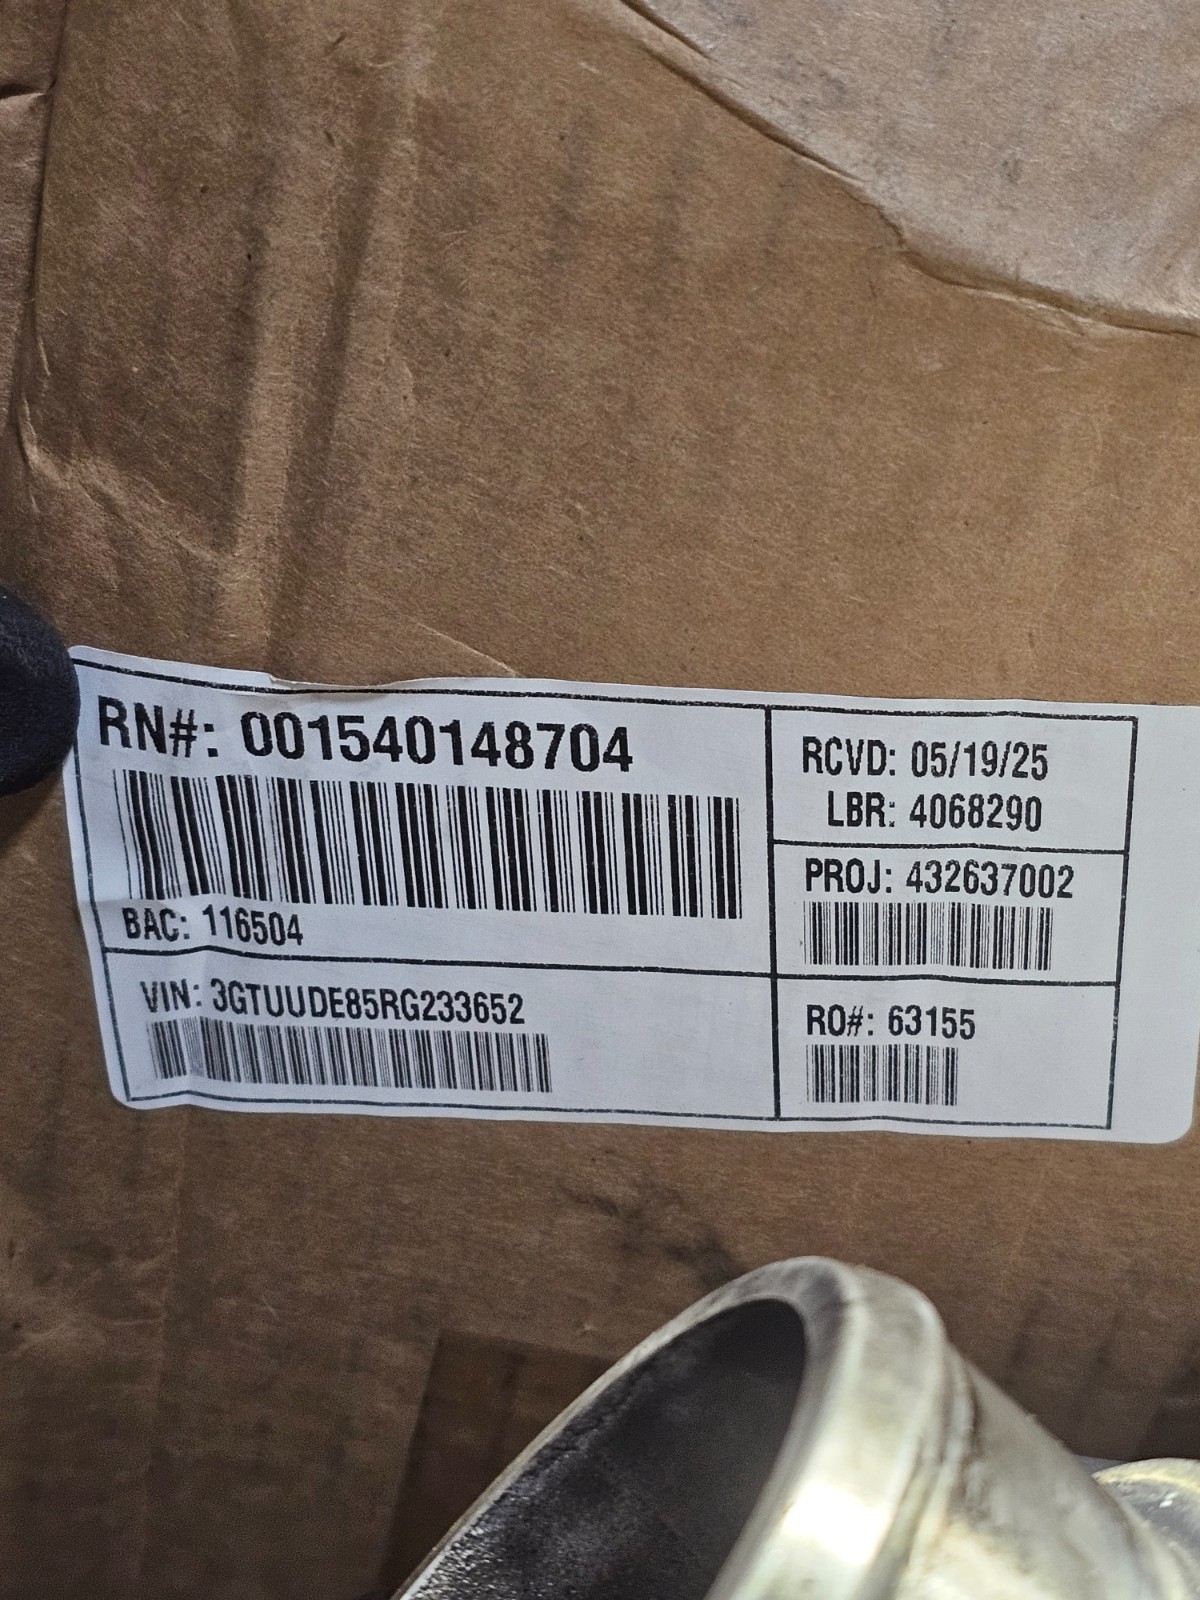 RN#: 001540148704
BAC: 116504
VIN: 3GTUUDE85RG233652
RCVD: 05/19/25
LBR: 4068290
PROJ: 432637002
RO#: 63155